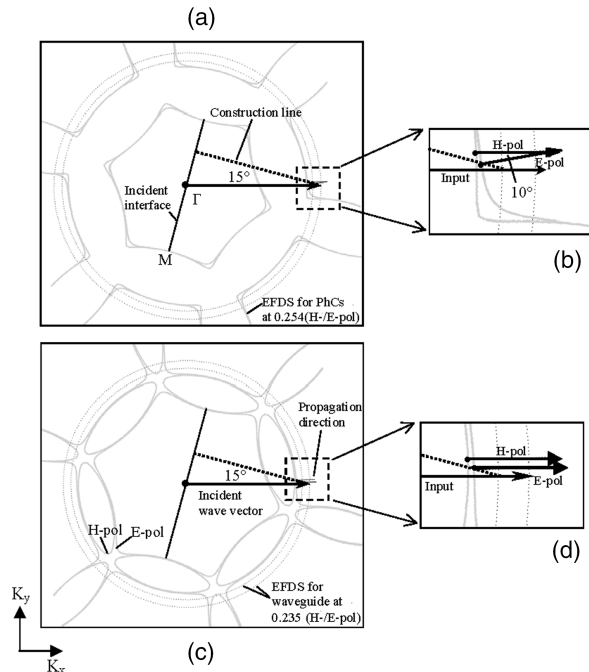 (a)
Construction line
15°
Γ
Incident
interface
M
EFDS for PhCs
at 0.254(H-/E-pol)
H-pol
E-pol
Input
10°
(b)
Propagation
direction
15°
Incident
wave vector
H-pol
E-pol
EFDS for
waveguide at
0.235 (H-/E-pol)
H-pol
Input
E-pol
(d)
Ky
Kx
(c)